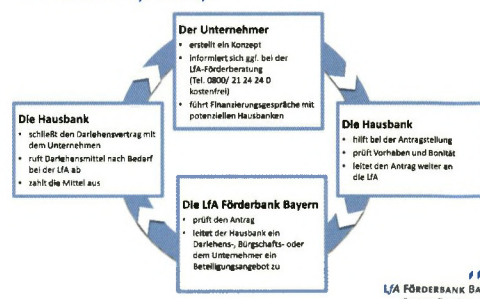 Der Unternehmer
• erstellt ein Konzept
• informiert sich ggf. bei der
LfA-Förderberatung
(Tel. 0800/ 21 24 24 0
kostenfrei)
• führt Finanzierungsgespräche mit
potenziellen Hausbanken
Die Hausbank
• hilft bei der Antragstellung
• prüft Vorhaben und Bonität
• leitet den Antrag weiter an
die LfA
Die LfA Förderbank Bayern
• prüft den Antrag
• leitet der Hausbank ein
Darlehens-, Bürgschafts- oder
dem Unternehmer ein
Beteiligungsangebot zu
Die Hausbank
• schließt den Darlehensvertrag mit
dem Unternehmen
• ruft Darlehensmittel nach Bedarf
bei der LfA ab
• zahlt die Mittel aus
LfA FÖRDERBANK BA